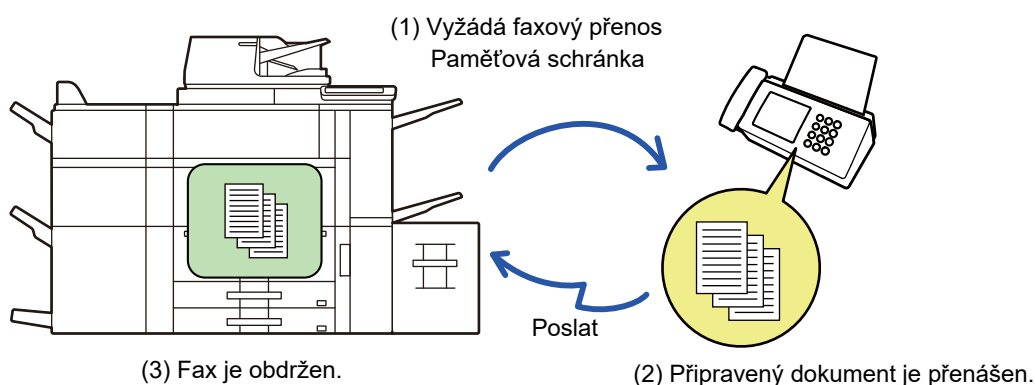 (1) Vyžádá faxový přenos
Paměťová schránka
Poslat
(3) Fax je obdržen.
(2) Připravený dokument je přenášen.